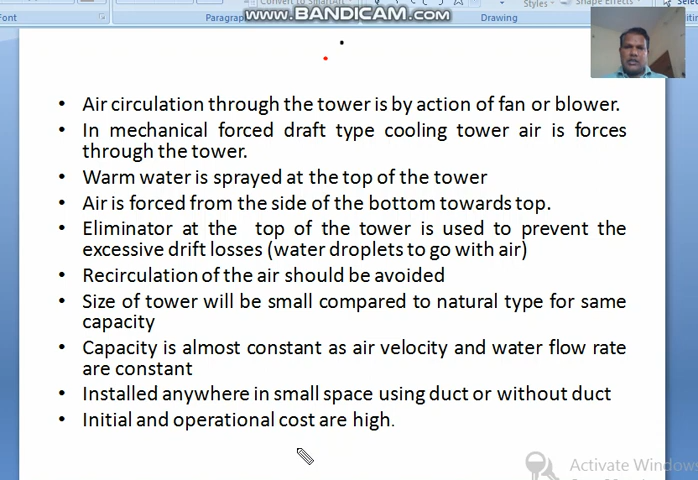 Convert to SmartArt
Styles
Shape Effects
Selec
Font
Paragrap
WWW.BANDICAM.COM
Drawing
• Air circulation through the tower is by action of fan or blower.
• In mechanical forced draft type cooling tower air is forces
through the tower.
• Warm water is sprayed at the top of the tower
• Air is forced from the side of the bottom towards top.
• Eliminator at the top of the tower is used to prevent the
excessive drift losses (water droplets to go with air)
• Recirculation of the air should be avoided
• Size of tower will be small compared to natural type for same
capacity
• Capacity is almost constant as air velocity and water flow rate
are constant
• Installed anywhere in small space using duct or without duct
• Initial and operational cost are high.
Activate Windows